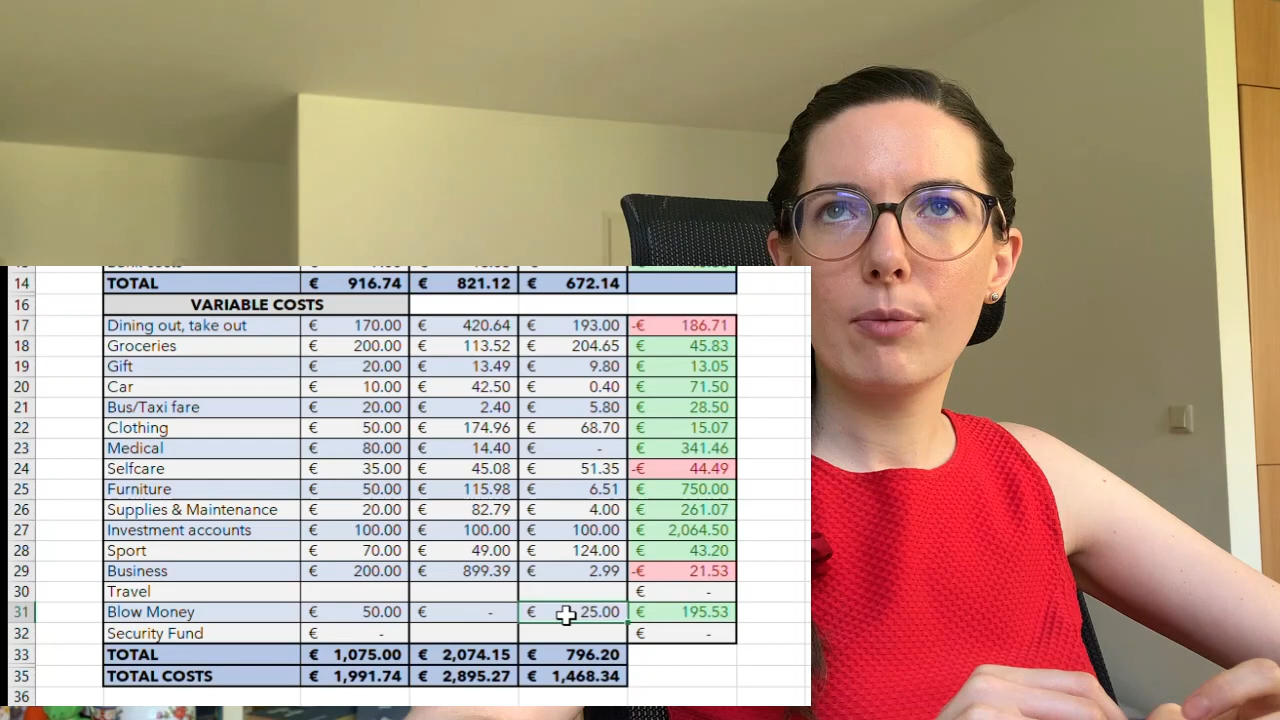 14 TOTAL € 916.74 € 821.12 € 672.14
16 VARIABLE COSTS
17 Dining out, take out € 170.00 € 420.64 € 193.00 -€ 186.71
18 Groceries € 200.00 € 113.52 € 204.65 € 45.83
19 Gift € 20.00 € 13.49 € 9.80 € 13.05
20 Car € 10.00 € 42.50 € 0.40 € 71.50
21 Bus/Taxi fare € 20.00 € 2.40 € 5.80 € 28.50
22 Clothing € 50.00 € 174.96 € 68.70 € 15.07
23 Medical € 80.00 € 14.40 € - € 341.46
24 Selfcare € 35.00 € 45.08 € 51.35 -€ 44.49
25 Furniture € 50.00 € 115.98 € 6.51 € 750.00
26 Supplies & Maintenance € 20.00 € 82.79 € 4.00 € 261.07
27 Investment accounts € 100.00 € 100.00 € 100.00 € 2,064.50
28 Sport € 70.00 € 49.00 € 124.00 € 43.20
29 Business € 200.00 € 899.39 € 2.99 -€ 21.53
30 Travel € -
31 Blow Money € 50.00 € - € 25.00 € 195.53
32 Security Fund € - € -
33 TOTAL € 1,075.00 € 2,074.15 € 796.20
35 TOTAL COSTS € 1,991.74 € 2,895.27 € 1,468.34
36